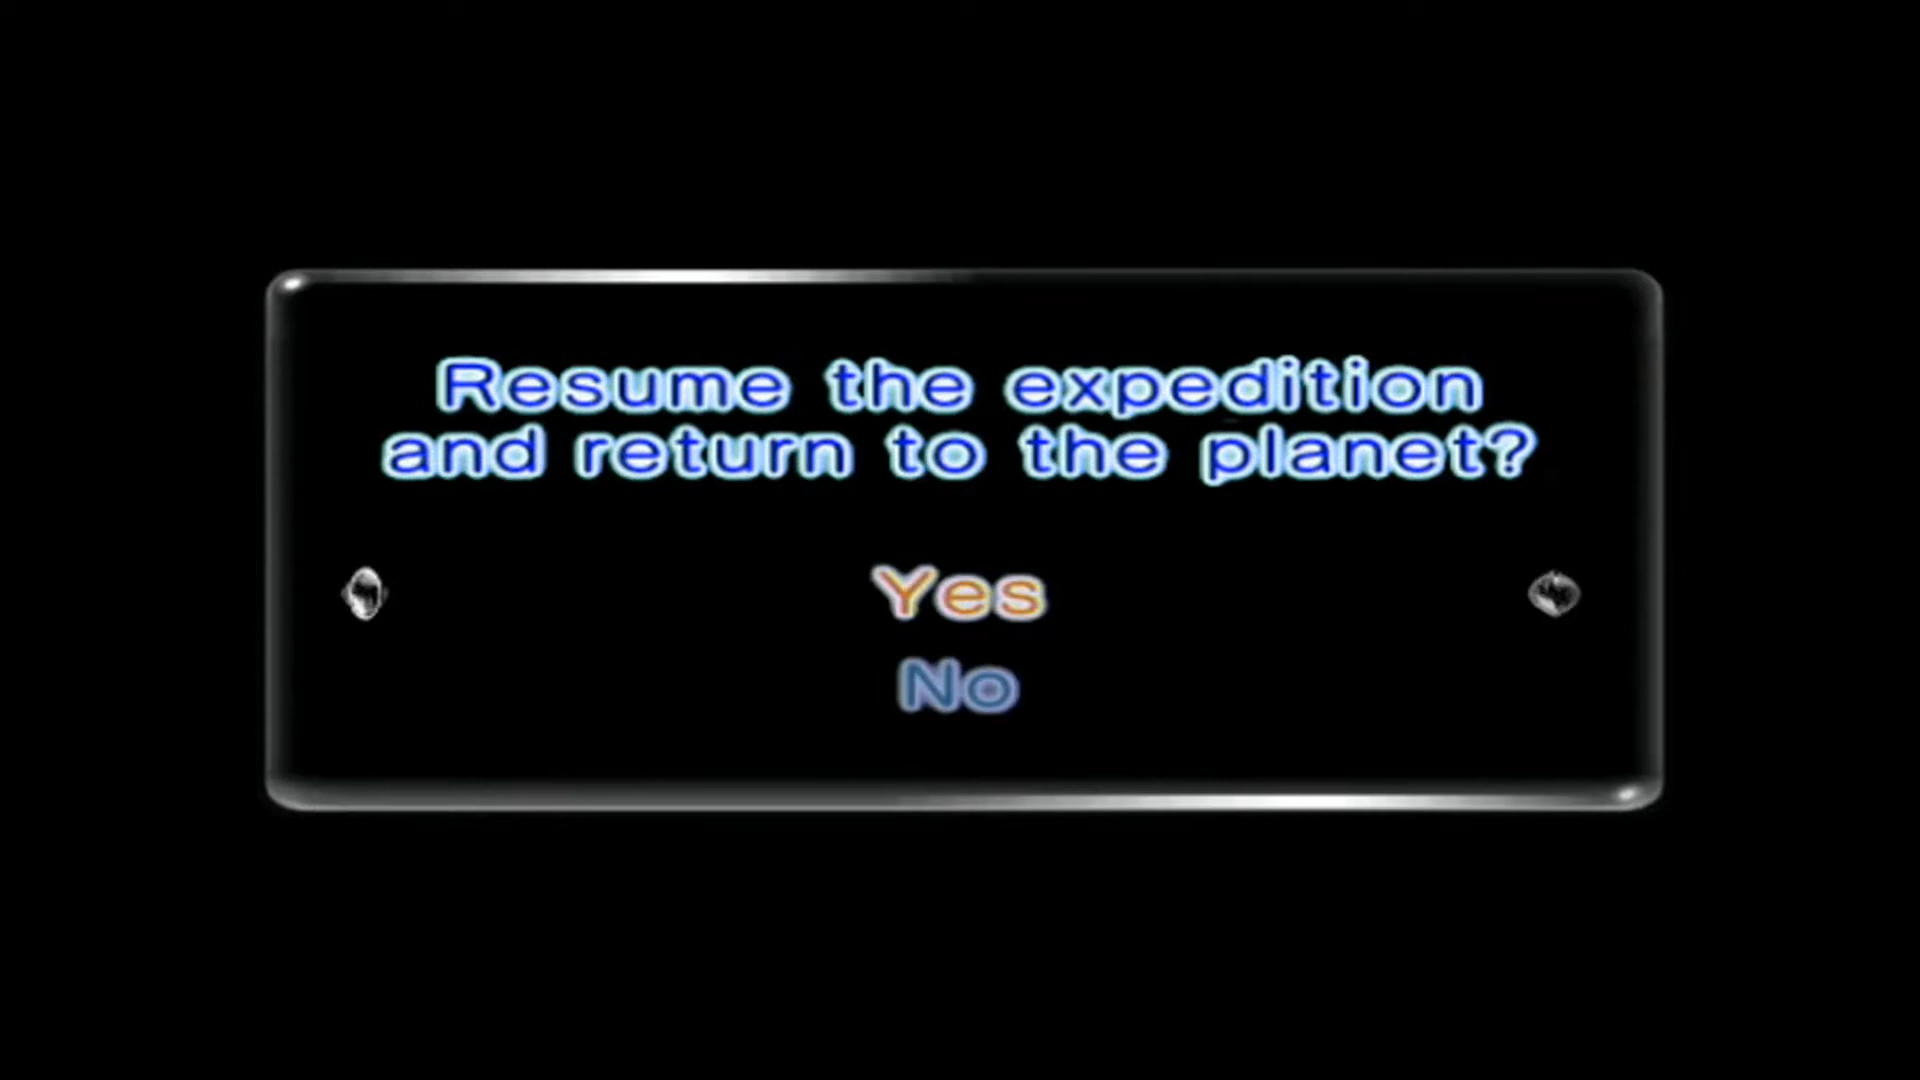 Resume the expedition
and return to the planet?
Yes
No